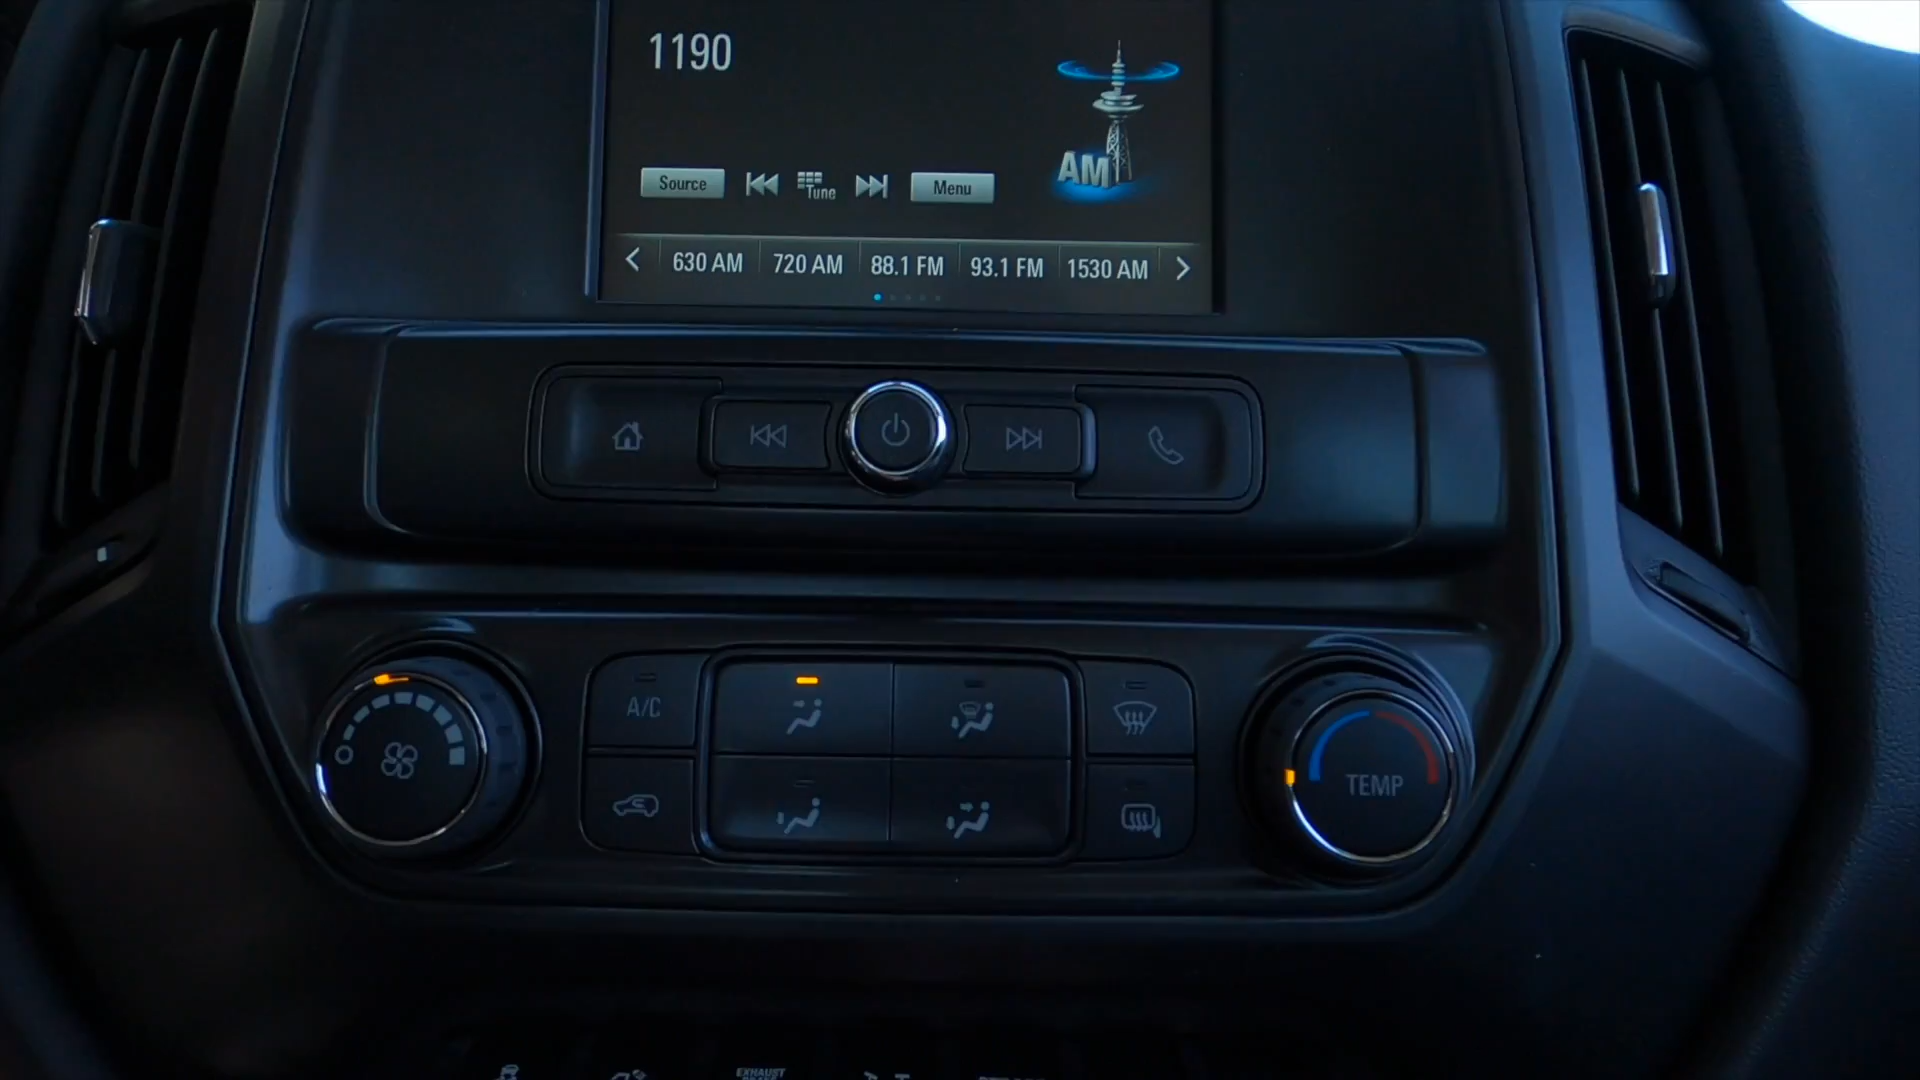 1190
AM
Source
Tune
Menu
630 AM
720 AM
88.1 FM
93.1 FM
1530 AM
A/C
TEMP
EXHAUST
BRAKE